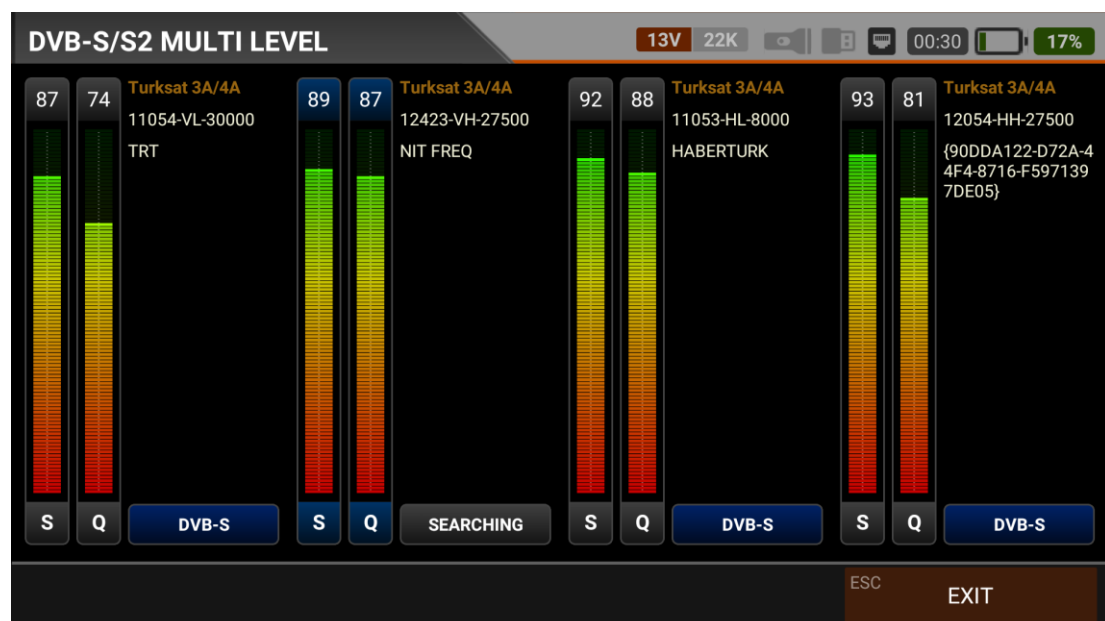 DVB-S/S2 MULTI LEVEL
13V 22K 00:30 17%
87 74 Turksat 3A/4A
11054-VL-30000
TRT
S Q DVB-S
89 87 Turksat 3A/4A
12423-VH-27500
NIT FREQ
S Q SEARCHING
92 88 Turksat 3A/4A
11053-HL-8000
HABERTURK
S Q DVB-S
93 81 Turksat 3A/4A
12054-HH-27500
{90DDA122-D72A-4
4F4-8716-F597139
7DE05}
S Q DVB-S
ESC EXIT